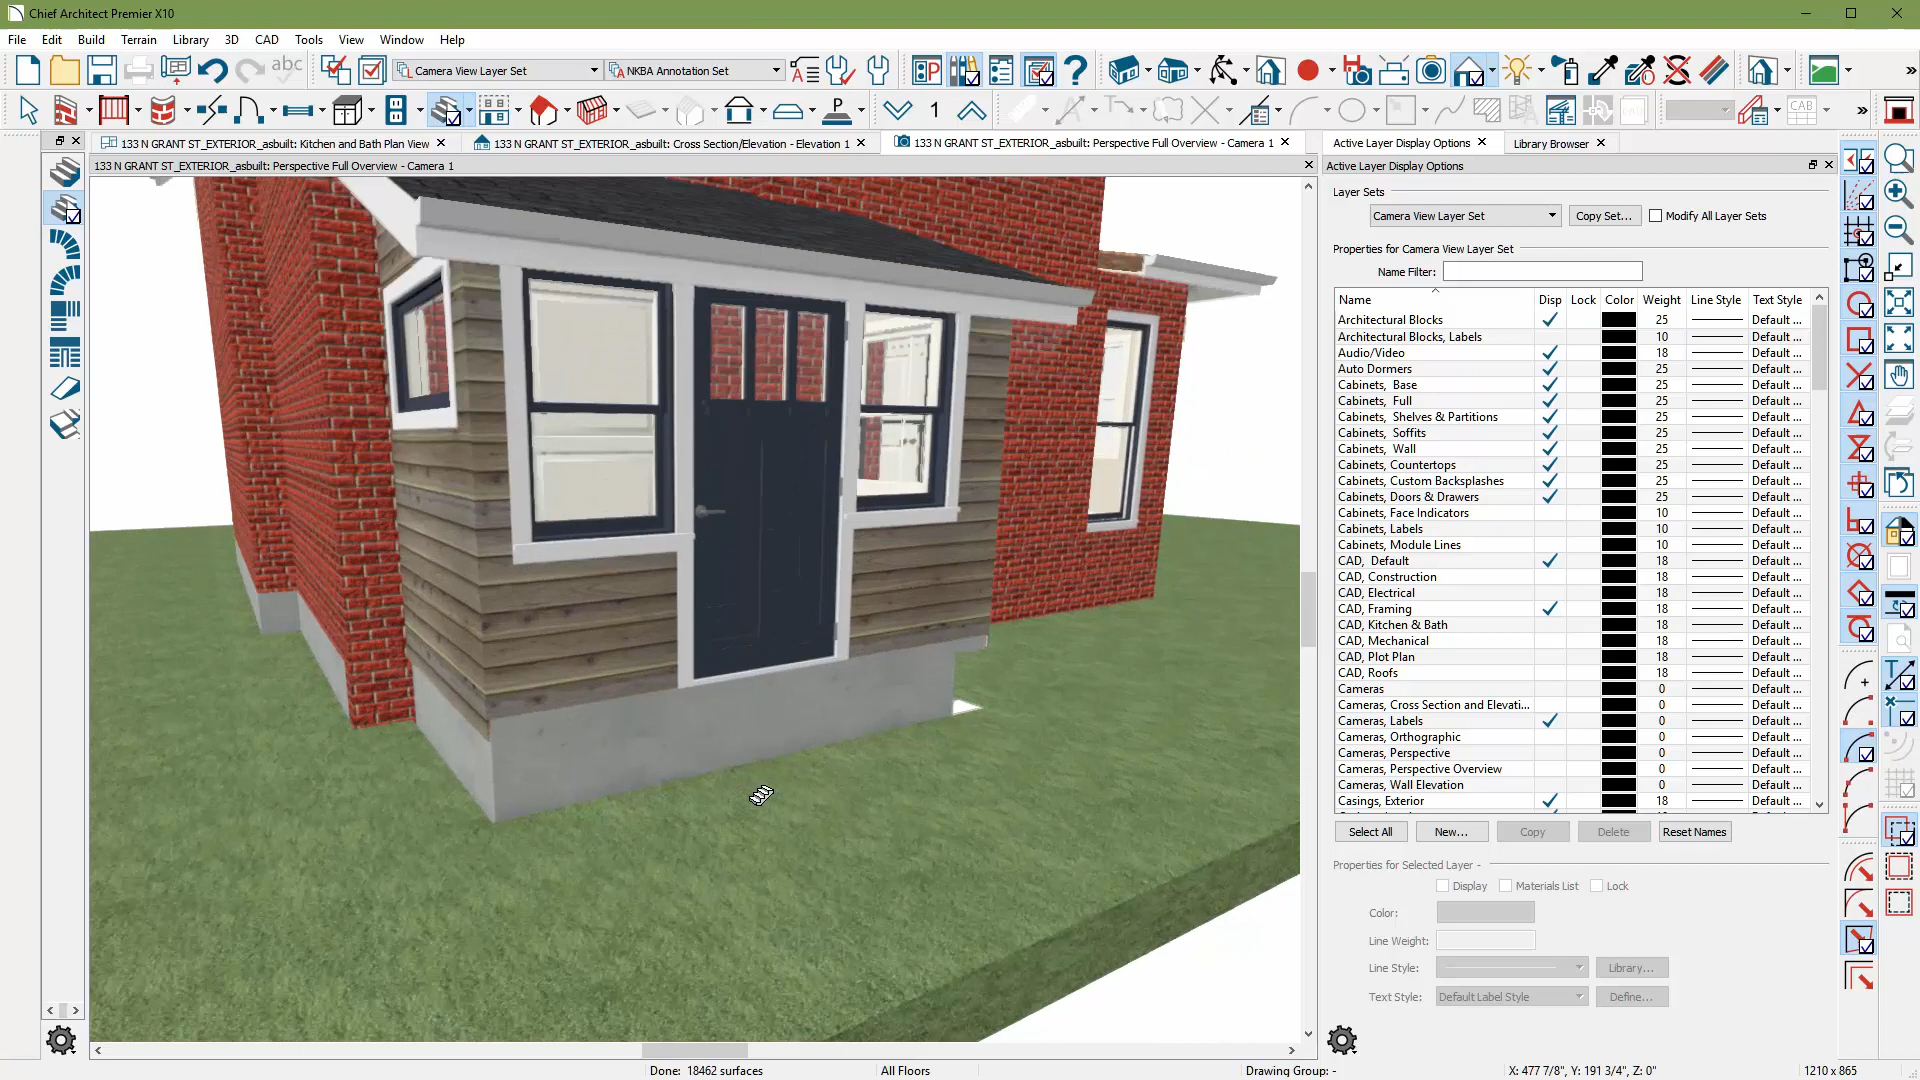 Chief Architect Premier X10
File Edit Build Terrain Library 3D CAD Tools View Window Help
abc Camera View Layer Set NKBA Annotation Set
1 CAB
133 N GRANT ST_EXTERIOR_asbuilt: Kitchen and Bath Plan View
133 N GRANT ST_EXTERIOR_asbuilt: Cross Section/Elevation - Elevation 1
133 N GRANT ST_EXTERIOR_asbuilt: Perspective Full Overview - Camera 1
Active Layer Display Options
Library Browser
133 N GRANT ST_EXTERIOR_asbuilt: Perspective Full Overview - Camera 1
Active Layer Display Options
Layer Sets
Camera View Layer Set Copy Set... Modify All Layer Sets
Properties for Camera View Layer Set
Name Filter:
Name Disp Lock Color Weight Line Style Text Style
Architectural Blocks 25 Default ...
Architectural Blocks, Labels 10 Default ...
Audio/Video 18 Default ...
Auto Dormers 25 Default ...
Cabinets, Base 25 Default ...
Cabinets, Full 25 Default ...
Cabinets, Shelves & Partitions 25 Default ...
Cabinets, Soffits 25 Default ...
Cabinets, Wall 25 Default ...
Cabinets, Countertops 25 Default ...
Cabinets, Custom Backsplashes 25 Default ...
Cabinets, Doors & Drawers 25 Default ...
Cabinets, Face Indicators 10 Default ...
Cabinets, Labels 10 Default ...
Cabinets, Module Lines 10 Default ...
CAD, Default 18 Default ...
CAD, Construction 18 Default ...
CAD, Electrical 18 Default ...
CAD, Framing 18 Default ...
CAD, Kitchen & Bath 18 Default ...
CAD, Mechanical 18 Default ...
CAD, Plot Plan 18 Default ...
CAD, Roofs 18 Default ...
Cameras 0 Default ...
Cameras, Cross Section and Elevati... 0 Default ...
Cameras, Labels 0 Default ...
Cameras, Orthographic 0 Default ...
Cameras, Perspective 0 Default ...
Cameras, Perspective Overview 0 Default ...
Cameras, Wall Elevation 0 Default ...
Casings, Exterior 18 Default ...
Select All New... Copy Delete Reset Names
Properties for Selected Layer -
Display Materials List Lock
Color:
Line Weight:
Line Style: Library...
Text Style: Default Label Style Define...
Done: 18462 surfaces All Floors Drawing Group: - X: 477 7/8", Y: 191 3/4", Z: 0" 1210 x 865